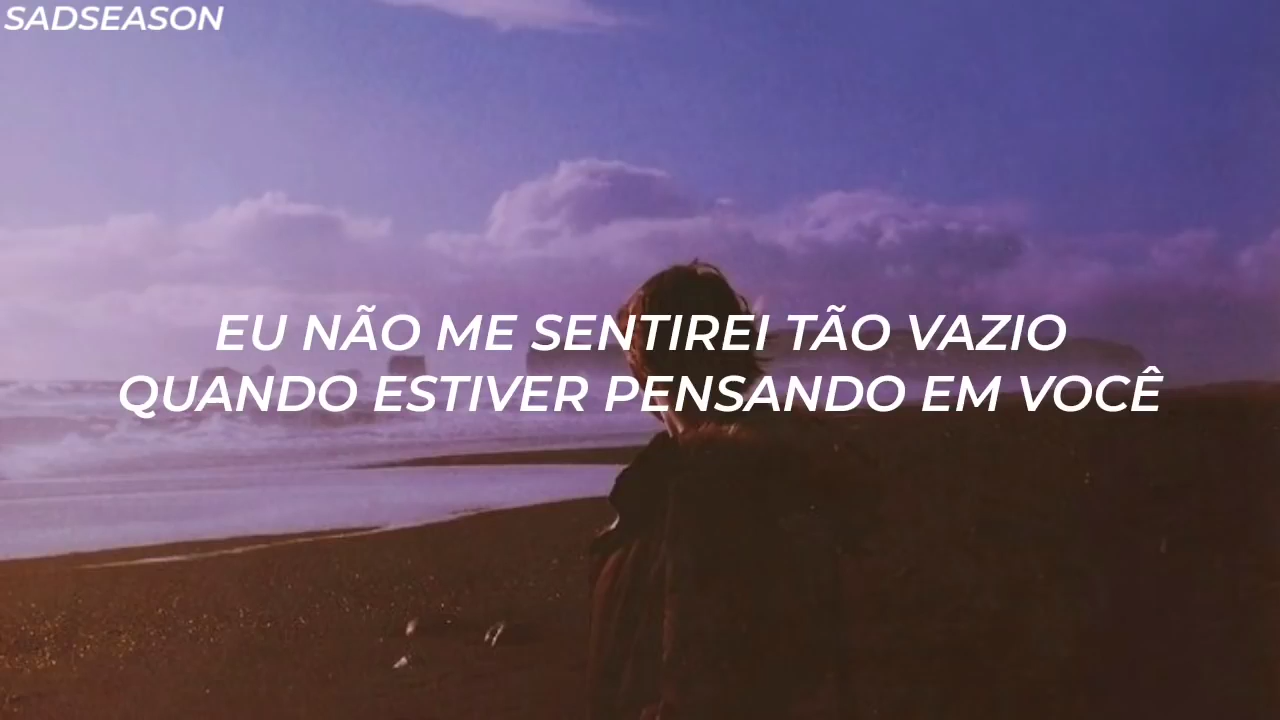 SADSEASON
EU NÃO ME SENTIREI TÃO VAZIO
QUANDO ESTIVER PENSANDO EM VOCÊ